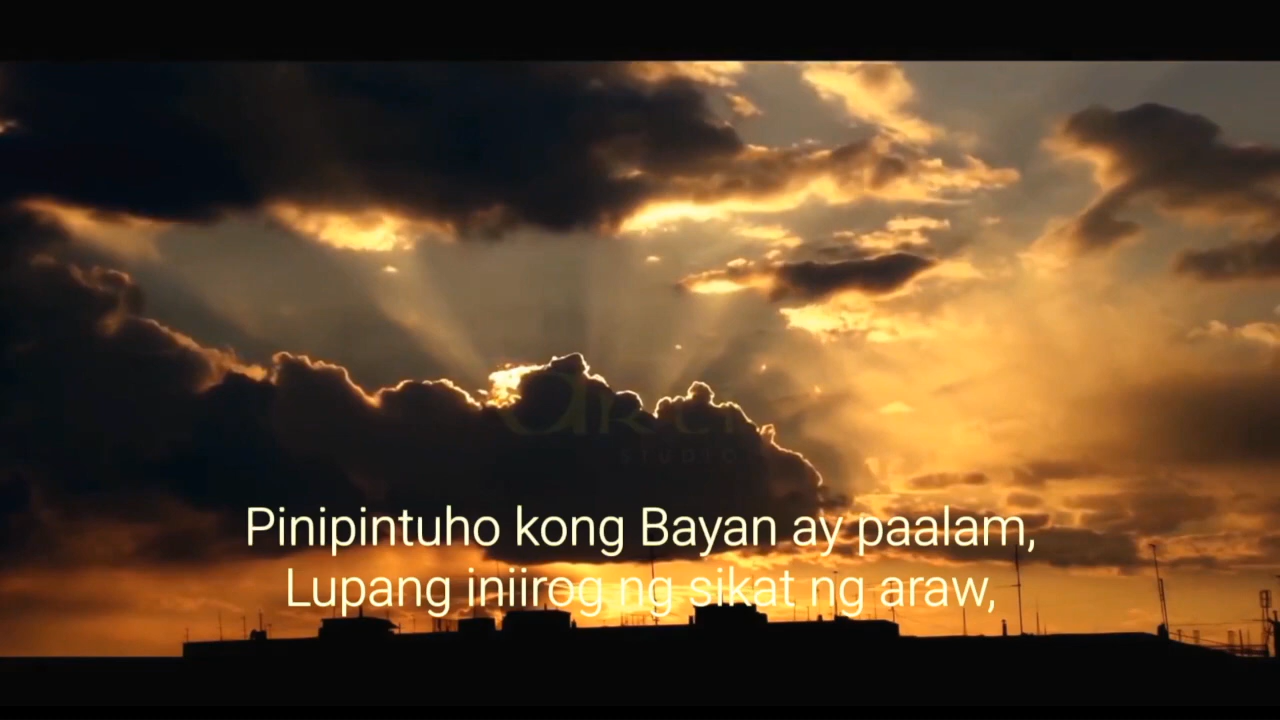 Pinipintuho kong Bayan ay paalam,
Lupang iniirog ng sikat ng araw,